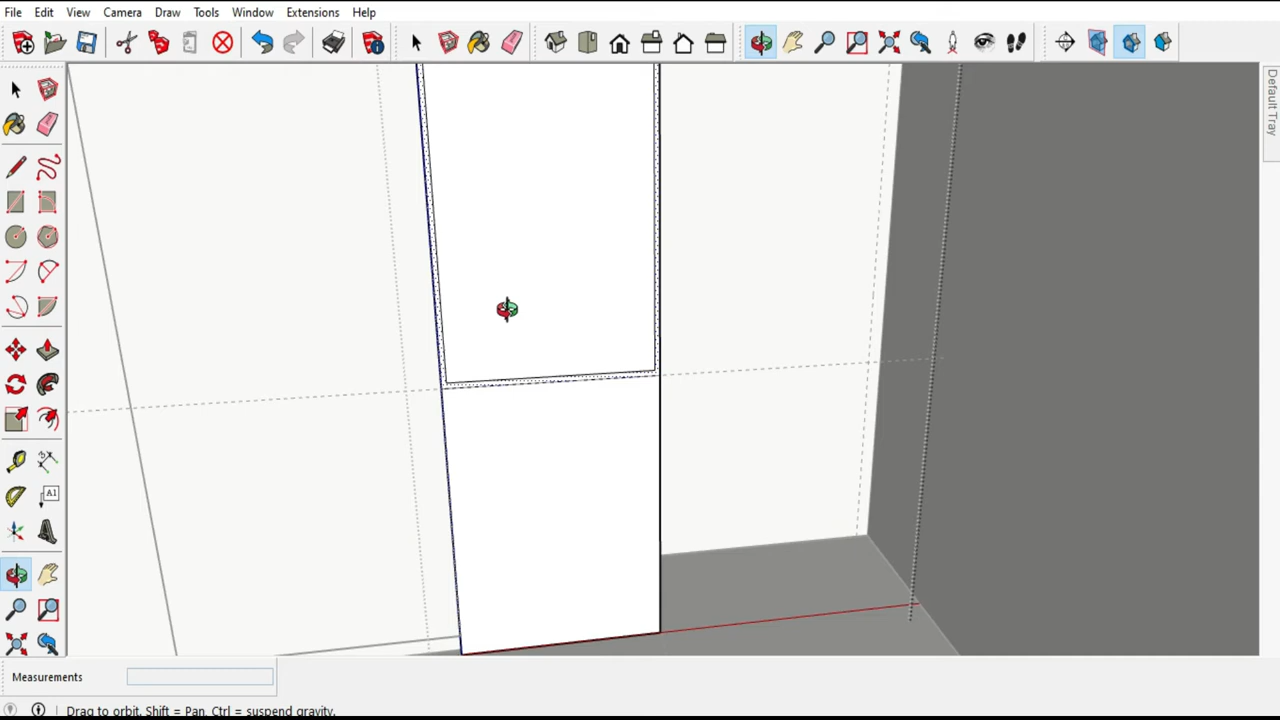 File Edit View Camera Draw Tools Window Extensions Help
Default Tray
A1
Measurements
Drag to orbit. Shift = Pan, Ctrl = suspend gravity.